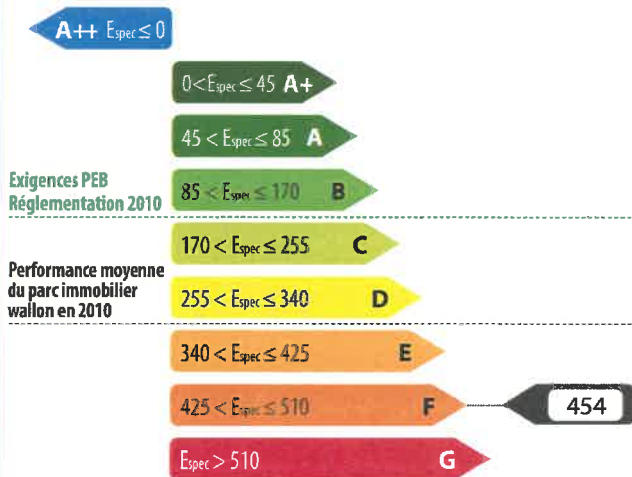 A++ Espec ≤ 0
0 < Espec ≤ 45 A+
45 < Espec ≤ 85 A
Exigences PEB
Réglementation 2010
85 < Espec ≤ 170 B
170 < Espec ≤ 255 C
Performance moyenne
du parc immobilier
wallon en 2010
255 < Espec ≤ 340 D
340 < Espec ≤ 425 E
425 < Espec ≤ 510 F
454
Espec > 510 G